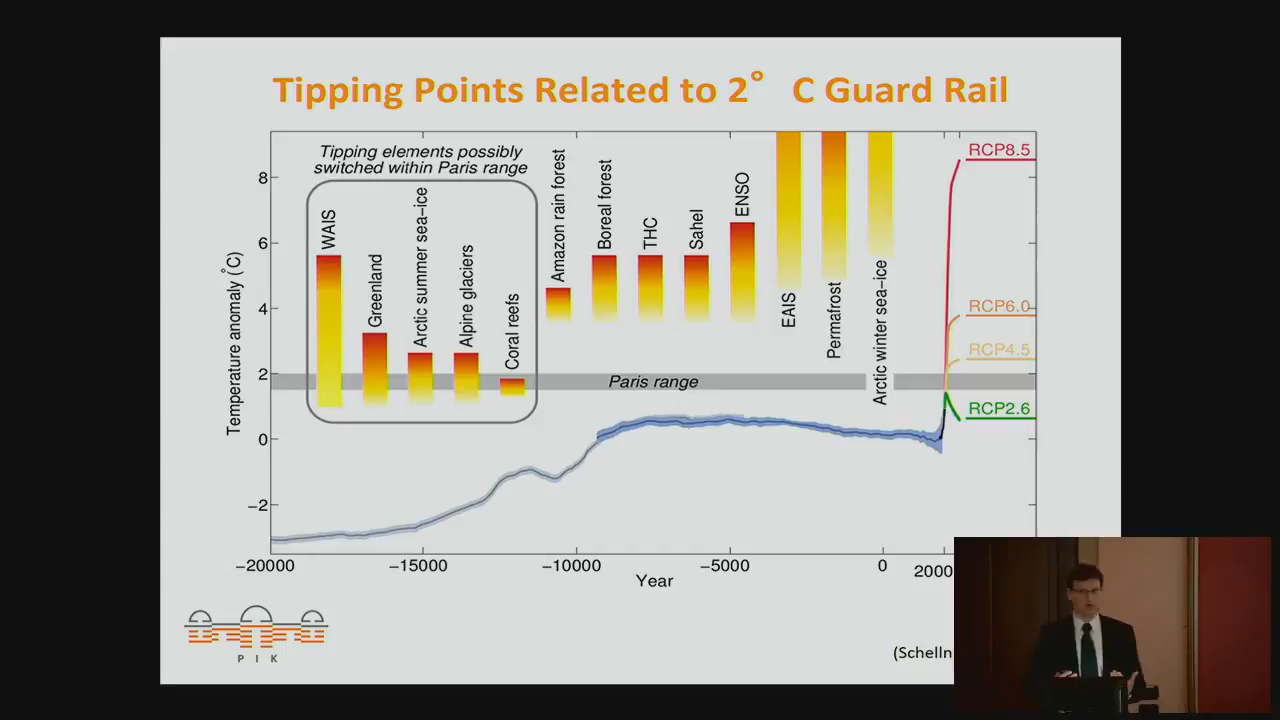 Tipping Points Related to 2° C Guard Rail
Tipping elements possibly
switched within Paris range
WAIS
Greenland
Arctic summer sea-ice
Alpine glaciers
Coral reefs
Amazon rain forest
Boreal forest
THC
Sahel
ENSO
EAIS
Permafrost
Arctic winter sea-ice
RCP8.5
RCP6.0
RCP4.5
RCP2.6
Paris range
Temperature anomaly (°C)
8
6
4
2
0
−2
−20000
−15000
−10000
−5000
0
2000
Year
PIK
(Schelln